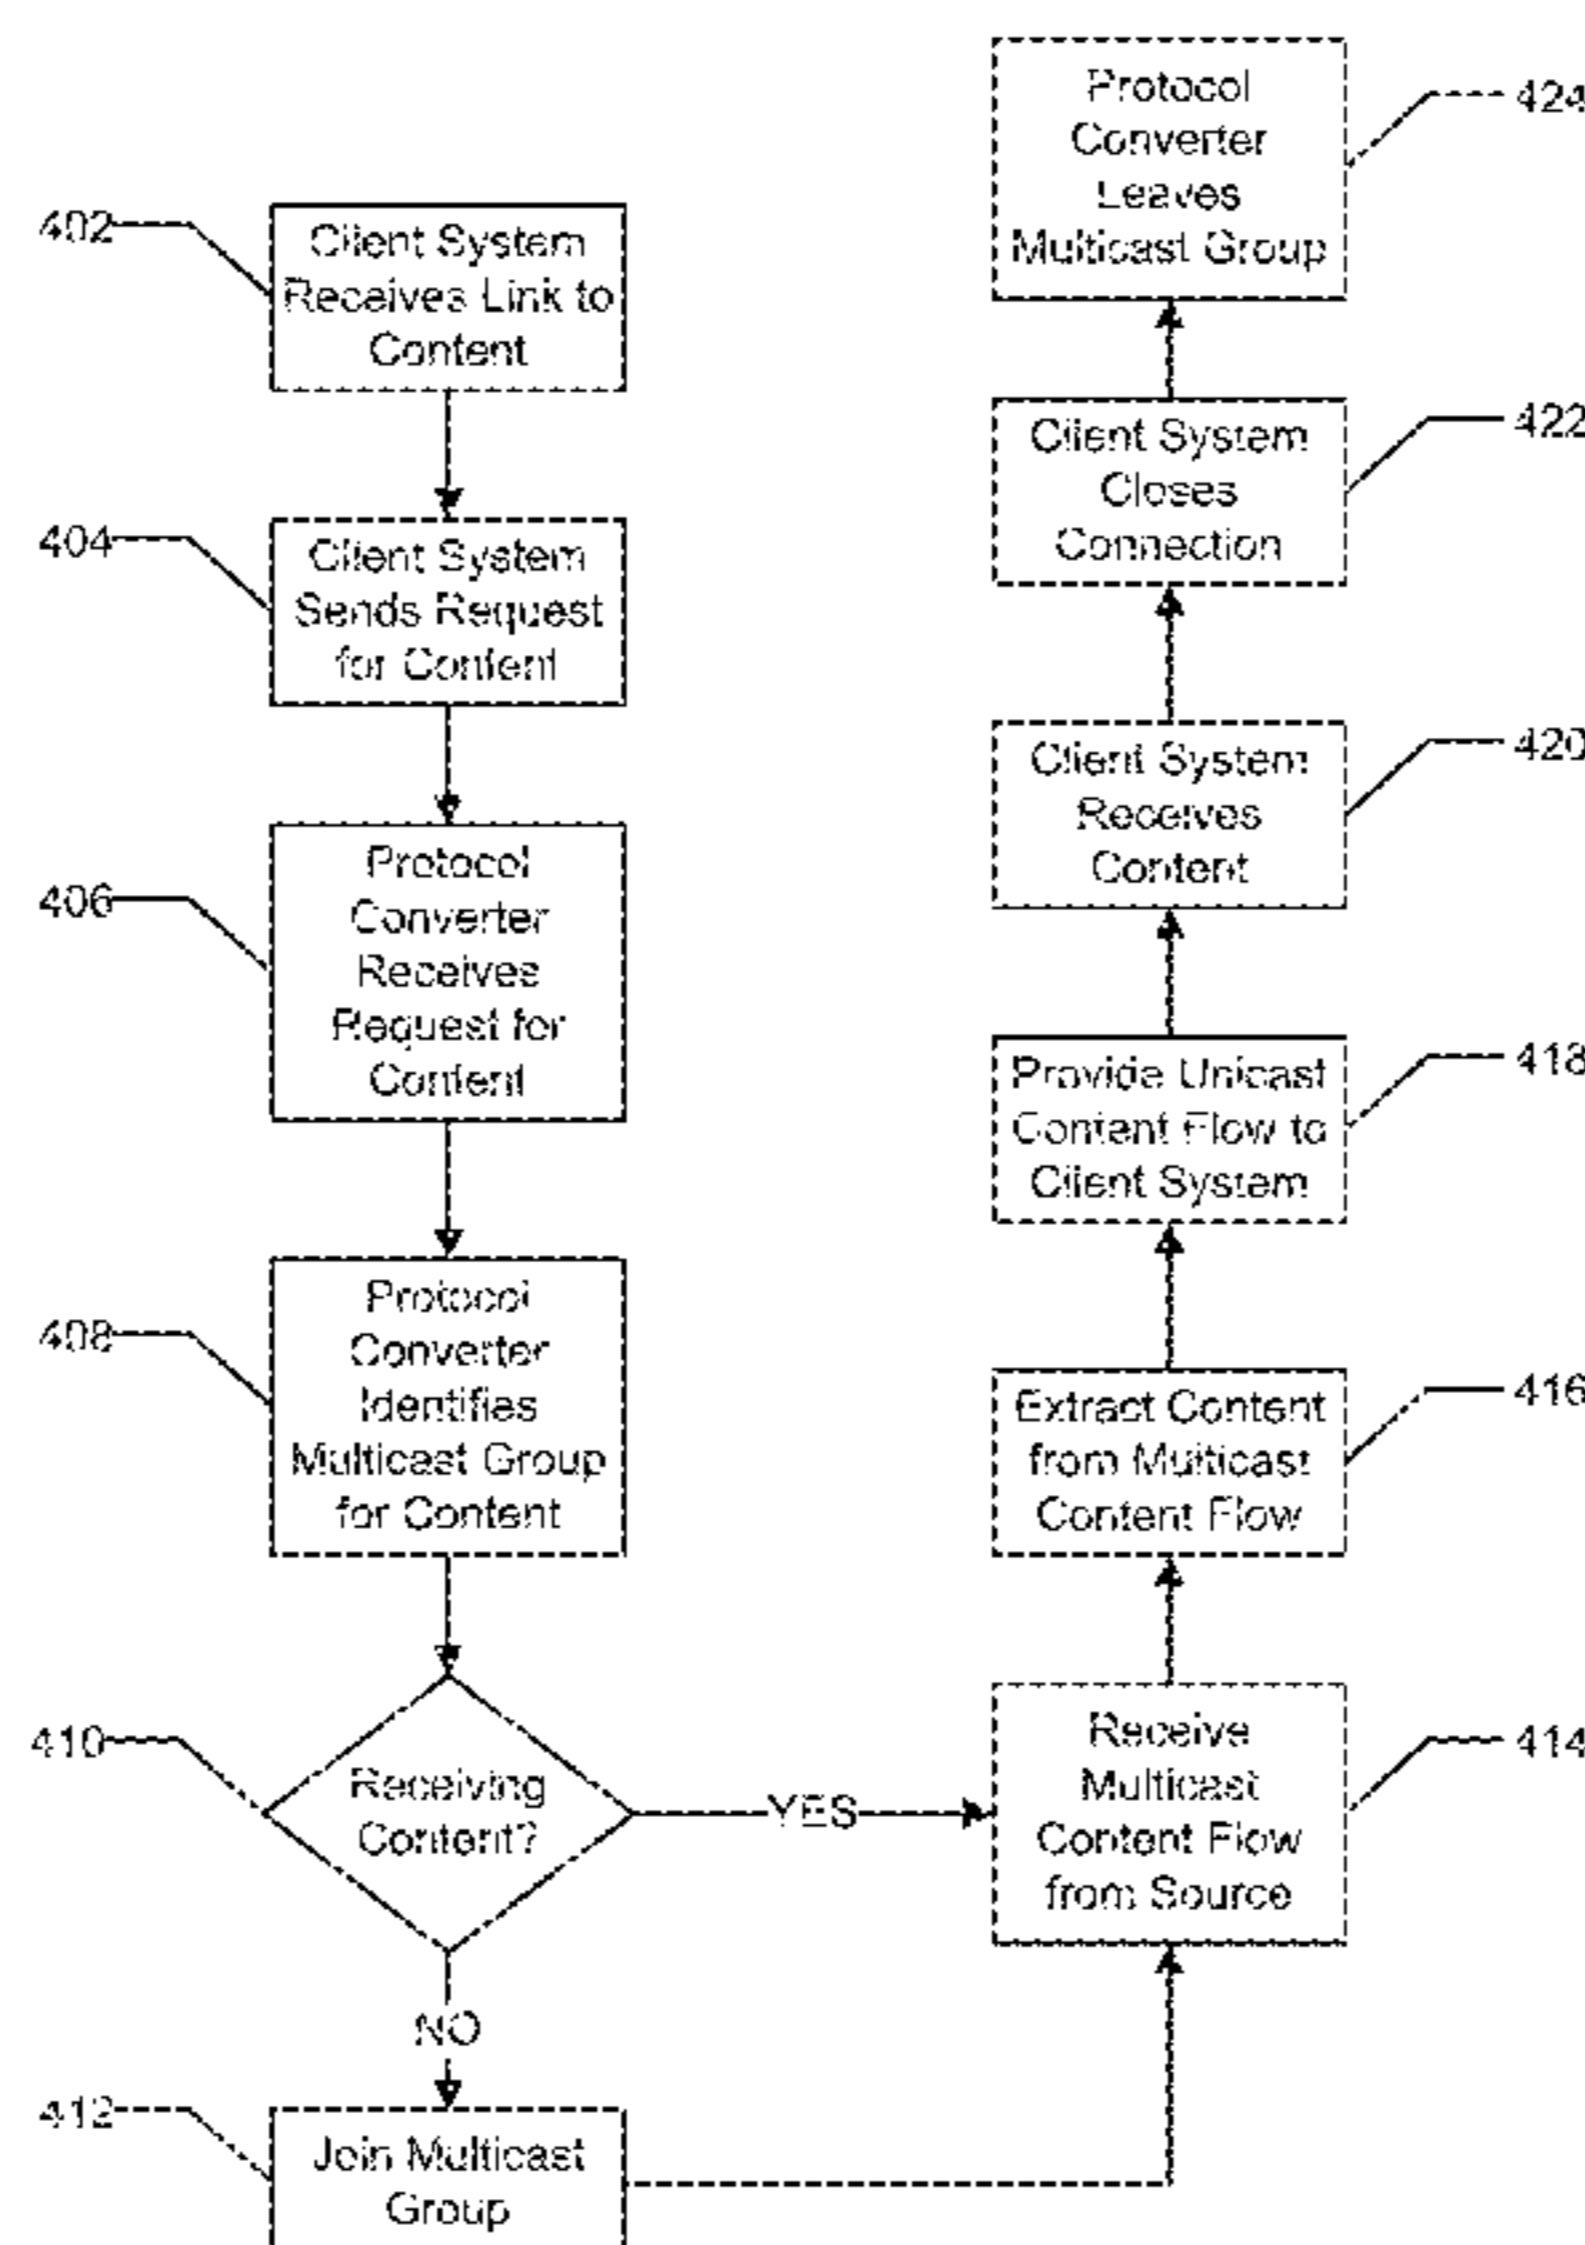 402
Client System
Receives Link to
Content
404
Client System
Sends Request
for Content
406
Protocol
Converter
Receives
Request for
Content
408
Protocol
Converter
Identifies
Multicast Group
for Content
410
Receiving
Content?
YES
NO
412
Join Multicast
Group
414
Receive
Multicast
Content Flow
from Source
416
Extract Content
from Multicast
Content Flow
418
Provide Unicast
Content Flow to
Client System
420
Client System
Receives
Content
422
Client System
Closes
Connection
424
Protocol
Converter
Leaves
Multicast Group